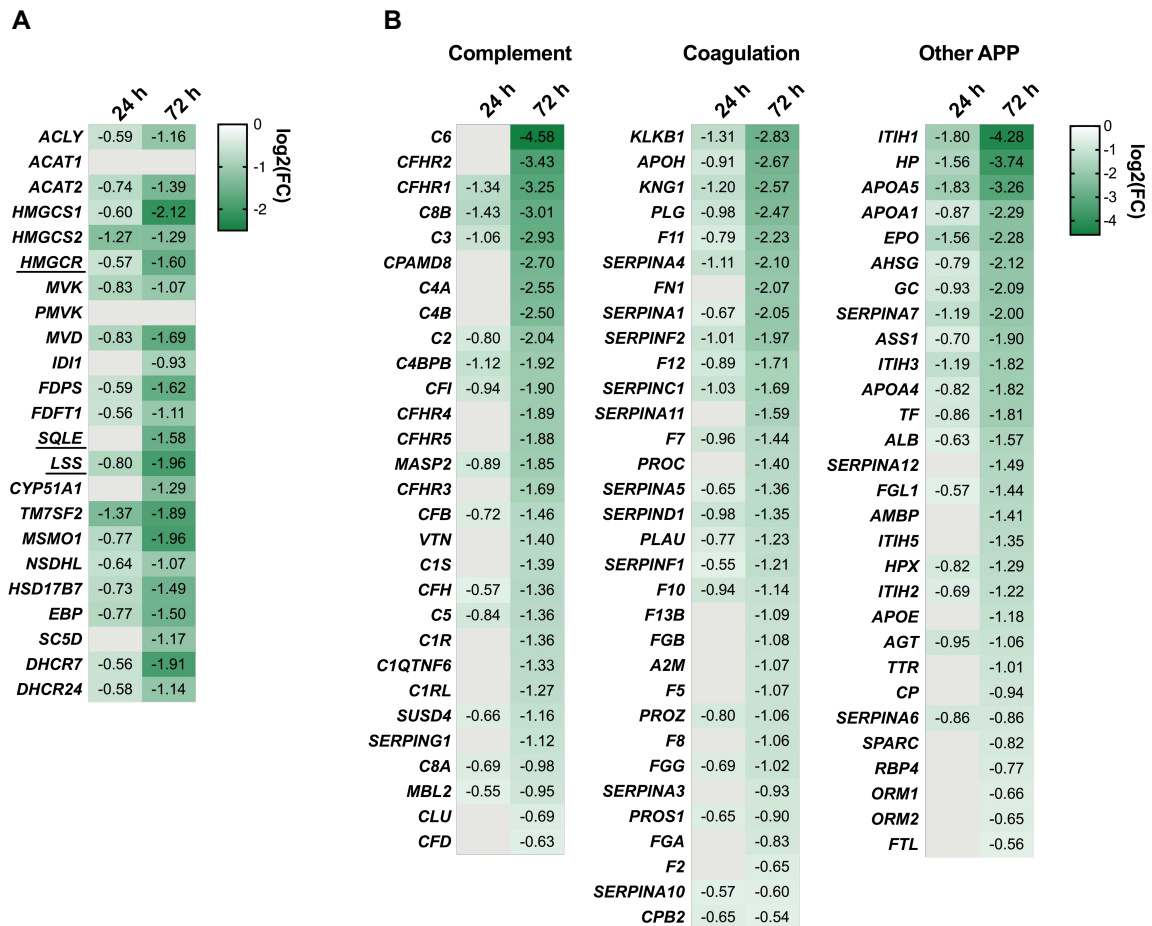 A
B
24 h 72 h
ACLY -0.59 -1.16
ACAT1
ACAT2 -0.74 -1.39
HMGCS1 -0.60 -2.12
HMGCS2 -1.27 -1.29
HMGCR -0.57 -1.60
MVK -0.83 -1.07
PMVK
MVD -0.83 -1.69
IDI1 -0.93
FDPS -0.59 -1.62
FDFT1 -0.56 -1.11
SQLE -1.58
LSS -0.80 -1.96
CYP51A1 -1.29
TM7SF2 -1.37 -1.89
MSMO1 -0.77 -1.96
NSDHL -0.64 -1.07
HSD17B7 -0.73 -1.49
EBP -0.77 -1.50
SC5D -1.17
DHCR7 -0.56 -1.91
DHCR24 -0.58 -1.14
0
-1
-2
log2(FC)
Complement
24 h 72 h
C6 -4.58
CFHR2 -3.43
CFHR1 -1.34 -3.25
C8B -1.43 -3.01
C3 -1.06 -2.93
CPAMD8 -2.70
C4A -2.55
C4B -2.50
C2 -0.80 -2.04
C4BPB -1.12 -1.92
CFI -0.94 -1.90
CFHR4 -1.89
CFHR5 -1.88
MASP2 -0.89 -1.85
CFHR3 -1.69
CFB -0.72 -1.46
VTN -1.40
C1S -1.39
CFH -0.57 -1.36
C5 -0.84 -1.36
C1R -1.36
C1QTNF6 -1.33
C1RL -1.27
SUSD4 -0.66 -1.16
SERPING1 -1.12
C8A -0.69 -0.98
MBL2 -0.55 -0.95
CLU -0.69
CFD -0.63
Coagulation
24 h 72 h
KLKB1 -1.31 -2.83
APOH -0.91 -2.67
KNG1 -1.20 -2.57
PLG -0.98 -2.47
F11 -0.79 -2.23
SERPINA4 -1.11 -2.10
FN1 -2.07
SERPINA1 -0.67 -2.05
SERPINF2 -1.01 -1.97
F12 -0.89 -1.71
SERPINC1 -1.03 -1.69
SERPINA11 -1.59
F7 -0.96 -1.44
PROC -1.40
SERPINA5 -0.65 -1.36
SERPIND1 -0.98 -1.35
PLAU -0.77 -1.23
SERPINF1 -0.55 -1.21
F10 -0.94 -1.14
F13B -1.09
FGB -1.08
A2M -1.07
F5 -1.07
PROZ -0.80 -1.06
F8 -1.06
FGG -0.69 -1.02
SERPINA3 -0.93
PROS1 -0.65 -0.90
FGA -0.83
F2 -0.65
SERPINA10 -0.57 -0.60
CPB2 -0.65 -0.54
Other APP
24 h 72 h
ITIH1 -1.80 -4.28
HP -1.56 -3.74
APOA5 -1.83 -3.26
APOA1 -0.87 -2.29
EPO -1.56 -2.28
AHSG -0.79 -2.12
GC -0.93 -2.09
SERPINA7 -1.19 -2.00
ASS1 -0.70 -1.90
ITIH3 -1.19 -1.82
APOA4 -0.82 -1.82
TF -0.86 -1.81
ALB -0.63 -1.57
SERPINA12 -1.49
FGL1 -0.57 -1.44
AMBP -1.41
ITIH5 -1.35
HPX -0.82 -1.29
ITIH2 -0.69 -1.22
APOE -1.18
AGT -0.95 -1.06
TTR -1.01
CP -0.94
SERPINA6 -0.86 -0.86
SPARC -0.82
RBP4 -0.77
ORM1 -0.66
ORM2 -0.65
FTL -0.56
0
-1
-2
-3
-4
log2(FC)